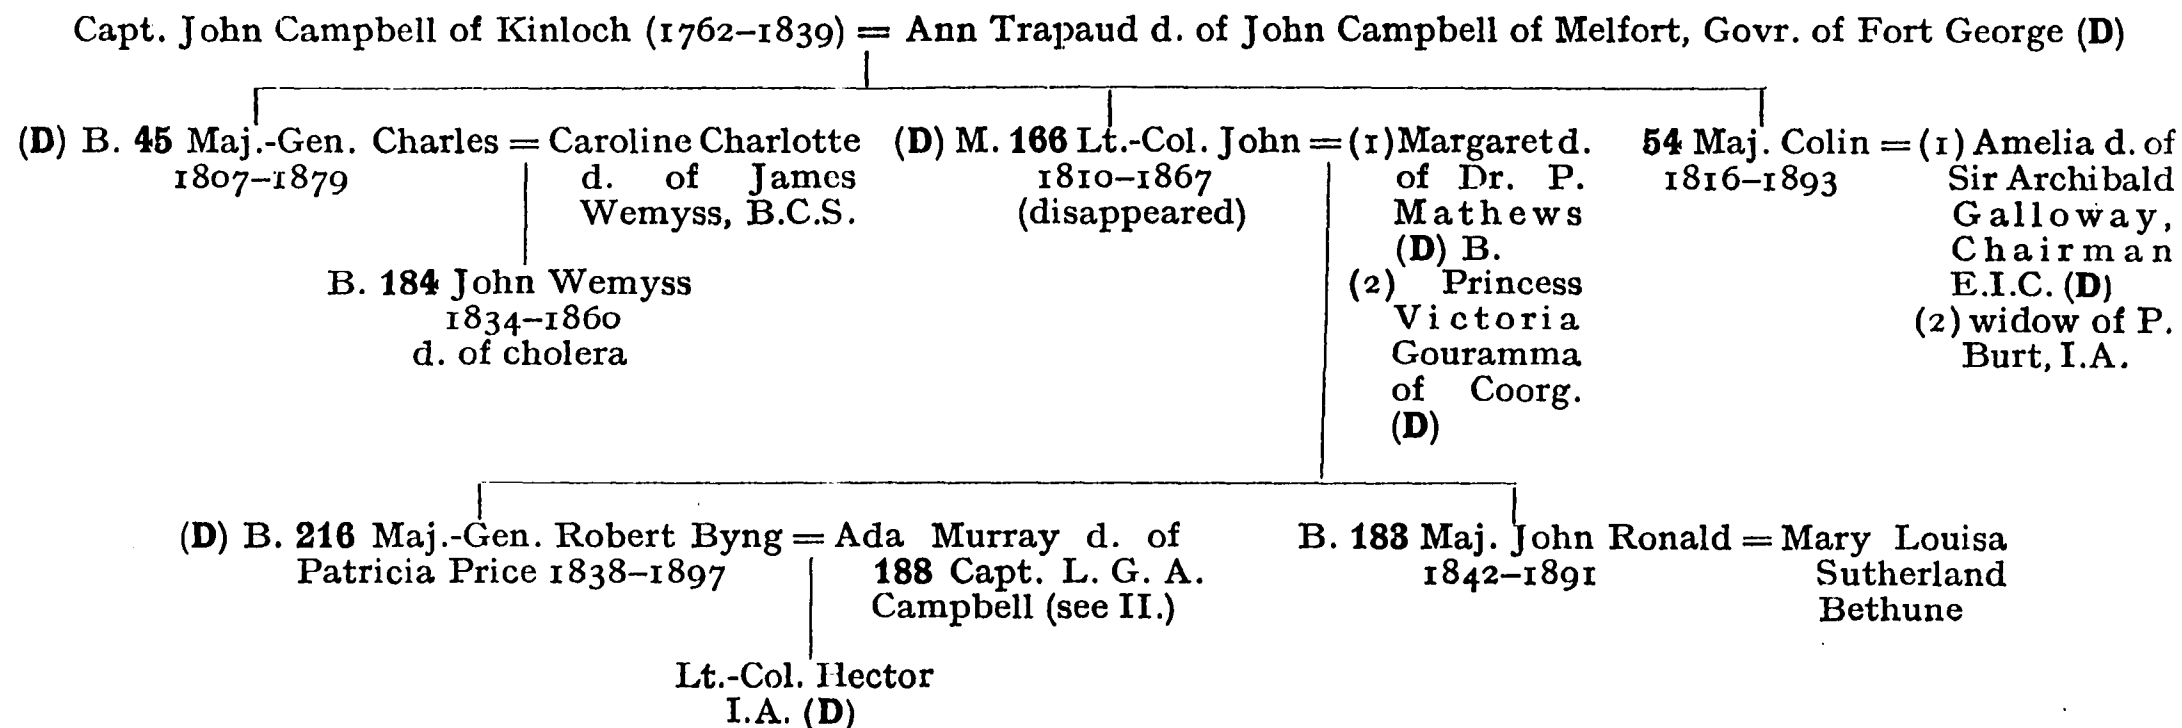 Capt. John Campbell of Kinloch (1762–1839) = Ann Trapaud d. of John Campbell of Melfort, Govr. of Fort George (D)
(D) B. 45 Maj.-Gen. Charles = Caroline Charlotte
1807–1879
d. of James
Wemyss, B.C.S.
B. 184 John Wemyss
1834–1860
d. of cholera
(D) M. 166 Lt.-Col. John = (1) Margaret d.
1810–1867
(disappeared)
of Dr. P.
Mathews
(D) B.
(2) Princess
Victoria
Gouramma
of Coorg.
(D)
54 Maj. Colin = (1) Amelia d. of
1816–1893
Sir Archibald
Galloway,
Chairman
E.I.C. (D)
(2) widow of P.
Burt, I.A.
(D) B. 216 Maj.-Gen. Robert Byng = Ada Murray d. of
Patricia Price 1838–1897
188 Capt. L. G. A.
Campbell (see II.)
B. 183 Maj. John Ronald = Mary Louisa
1842–1891
Sutherland
Bethune
Lt.-Col. Hector
I.A. (D)